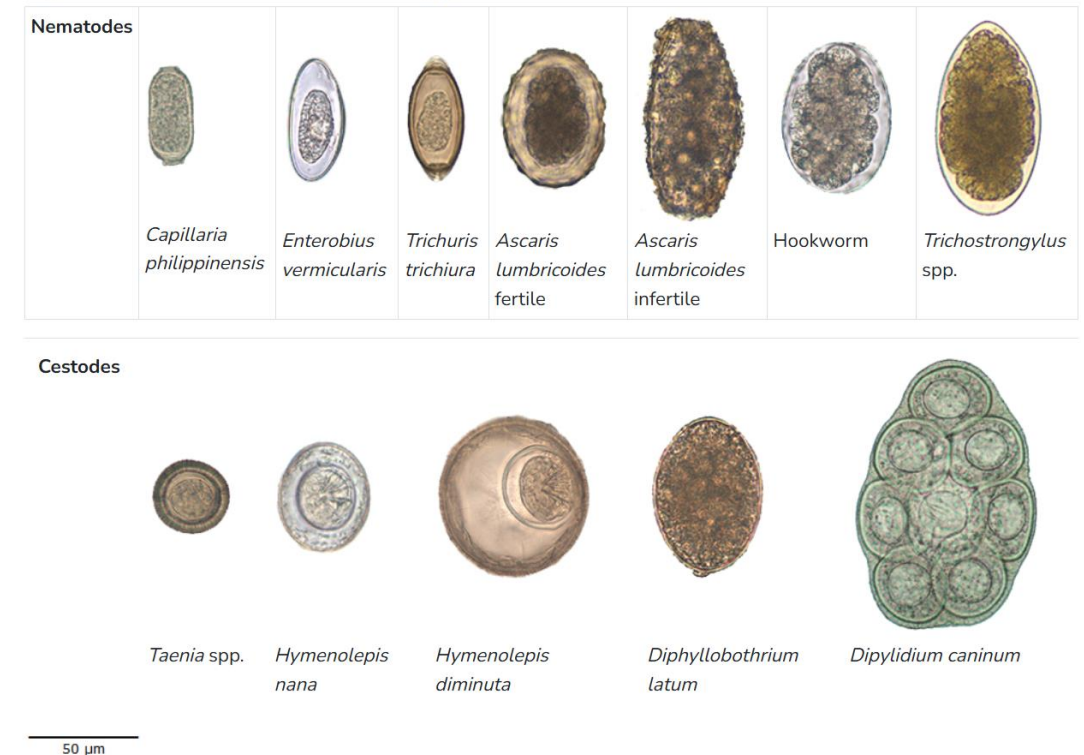 Nematodes
Capillaria
philippinensis
Enterobius
vermicularis
Trichuris
trichiura
Ascaris
lumbricoides
fertile
Ascaris
lumbricoides
infertile
Hookworm
Trichostrongylus
spp.
Cestodes
Taenia spp.
Hymenolepis
nana
Hymenolepis
diminuta
Diphyllobothrium
latum
Dipylidium caninum
50 µm